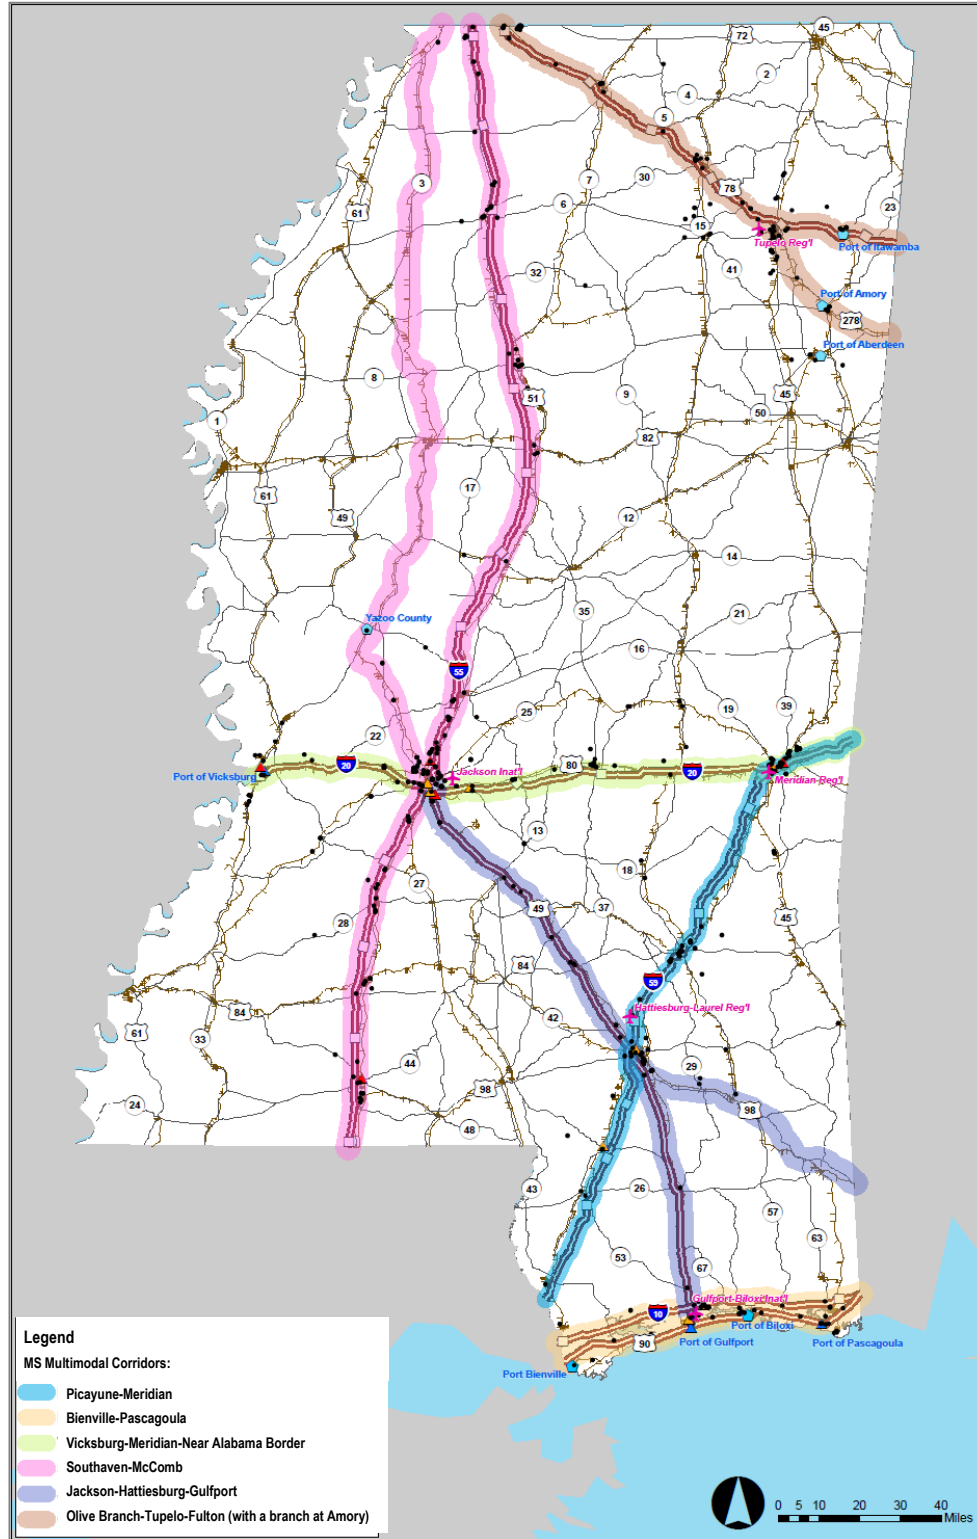 45
72
2
3
4
5
7
30
78
61
6
23
15
Tupelo Reg'l
Port of Itawamba
41
32
Port of Amory
278
Port of Aberdeen
8
9
45
51
50
1
82
17
61
49
12
14
35
21
Yazoo County
16
55
19
39
25
22
20
80
20
Port of Vicksburg
Jackson Inat'l
Meridian Reg'l
13
18
27
49
37
28
45
84
59
Hattiesburg-Laurel Reg'l
84
42
61
33
44
29
98
98
24
48
43
26
57
53
63
67
Gulfport-Biloxi Inat'l
10
Port of Biloxi
90
Port of Gulfport
Port of Pascagoula
Port Bienville
Legend
MS Multimodal Corridors:
Picayune-Meridian
Bienville-Pascagoula
Vicksburg-Meridian-Near Alabama Border
Southaven-McComb
Jackson-Hattiesburg-Gulfport
Olive Branch-Tupelo-Fulton (with a branch at Amory)
0 5 10 20 30 40
Miles